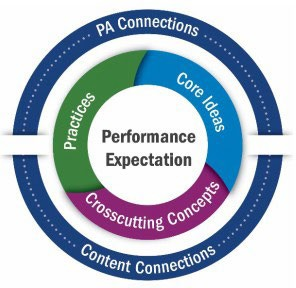 PA Connections
Practices
Core Ideas
Performance
Expectation
Crosscutting Concepts
Content Connections